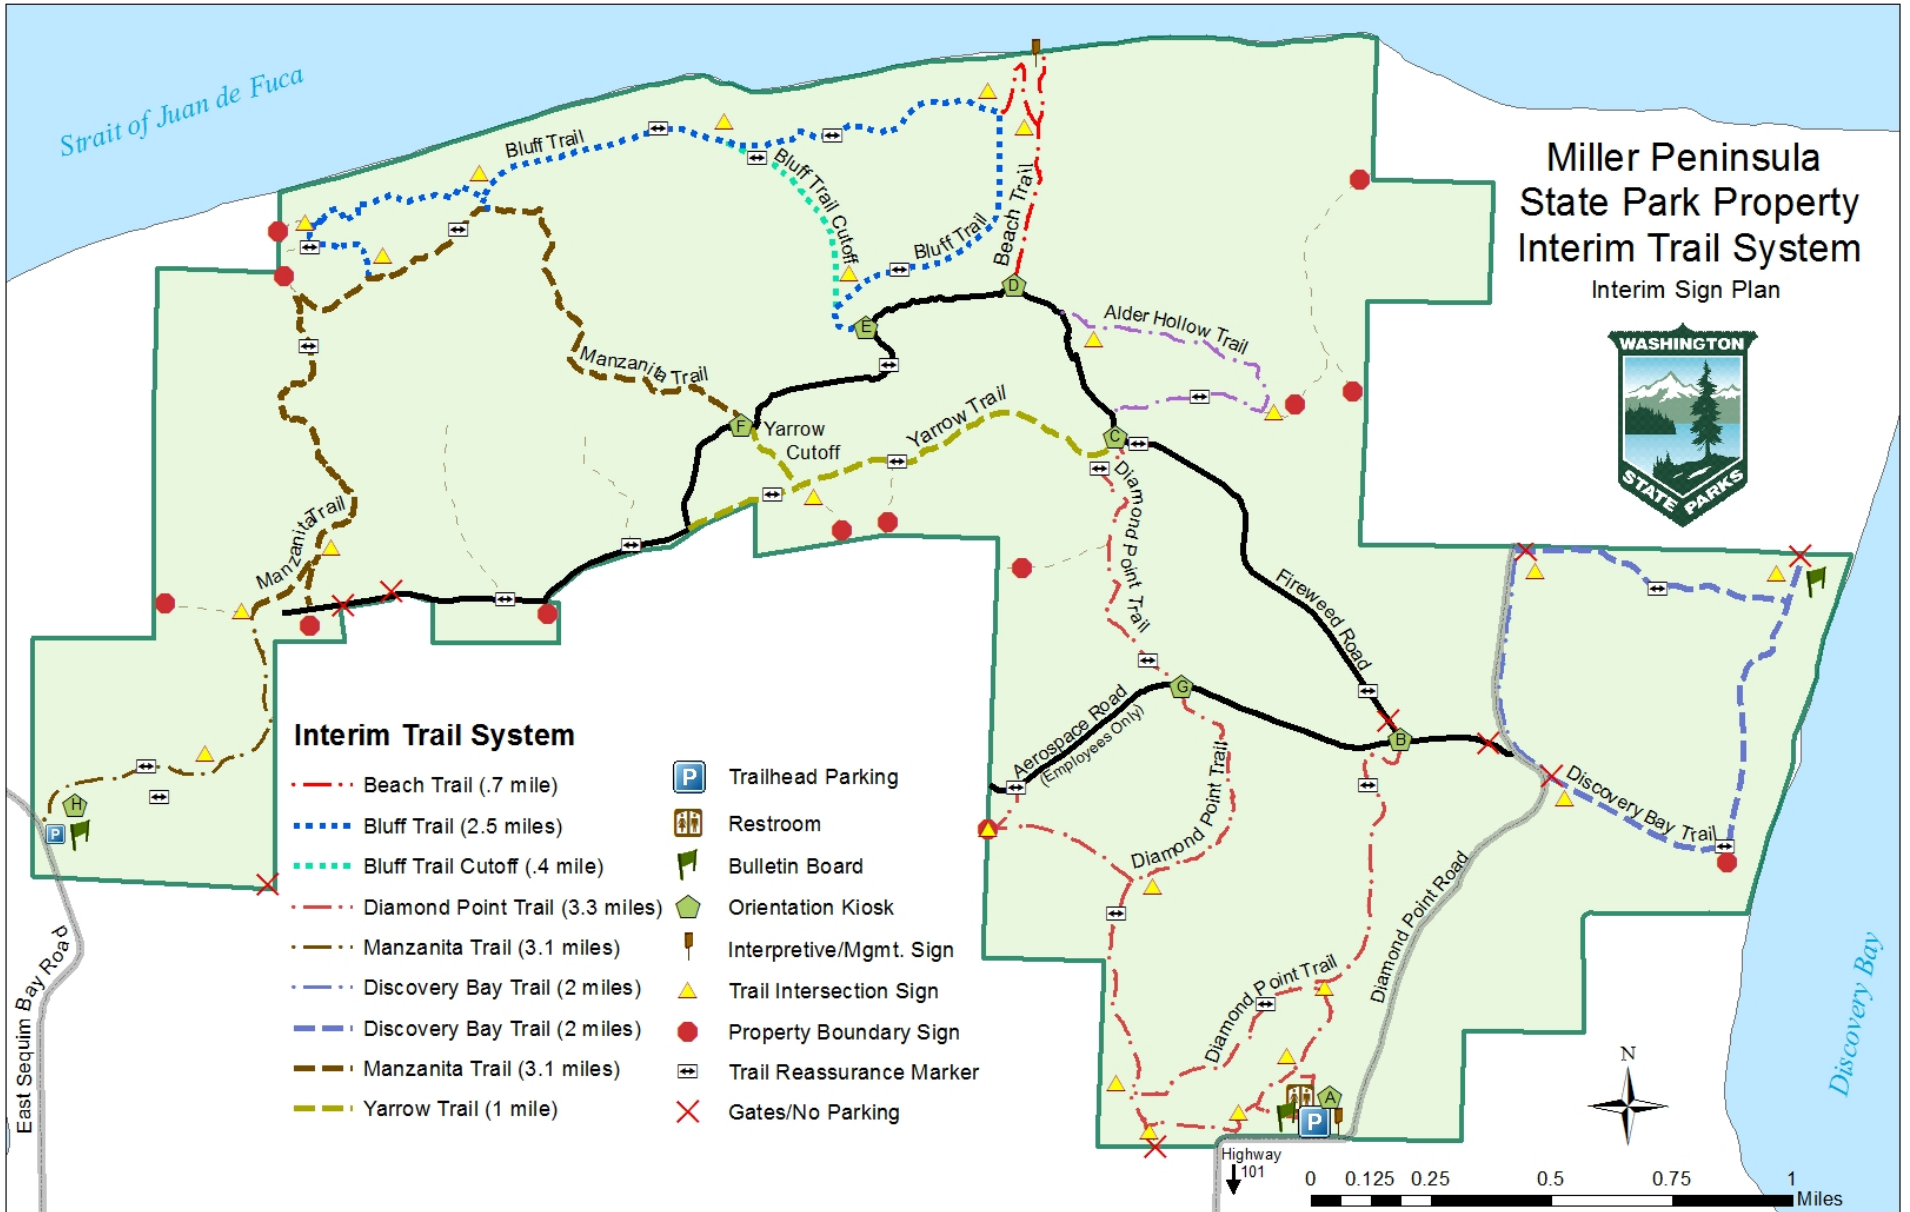 Strait of Juan de Fuca
Miller Peninsula
State Park Property
Interim Trail System
Interim Sign Plan
WASHINGTON
STATE PARKS
Bluff Trail
Bluff Trail Cutoff
Bluff Trail
Beach Trail
D
E
Alder Hollow Trail
Manzanita Trail
F
Yarrow
Cutoff
Yarrow Trail
C
Diamond Point Trail
Manzanita Trail
Fireweed Road
G
B
Aerospace Road
(Employees Only)
Diamond Point Trail
Discovery Bay Trail
Diamond Point Road
Diamond Point Trail
A
P
H
P
East Sequim Bay Road
Discovery Bay
Interim Trail System
Beach Trail (.7 mile)
Bluff Trail (2.5 miles)
Bluff Trail Cutoff (.4 mile)
Diamond Point Trail (3.3 miles)
Manzanita Trail (3.1 miles)
Discovery Bay Trail (2 miles)
Discovery Bay Trail (2 miles)
Manzanita Trail (3.1 miles)
Yarrow Trail (1 mile)
P Trailhead Parking
Restroom
Bulletin Board
Orientation Kiosk
Interpretive/Mgmt. Sign
Trail Intersection Sign
Property Boundary Sign
Trail Reassurance Marker
Gates/No Parking
Highway
101
N
0 0.125 0.25 0.5 0.75 1
Miles